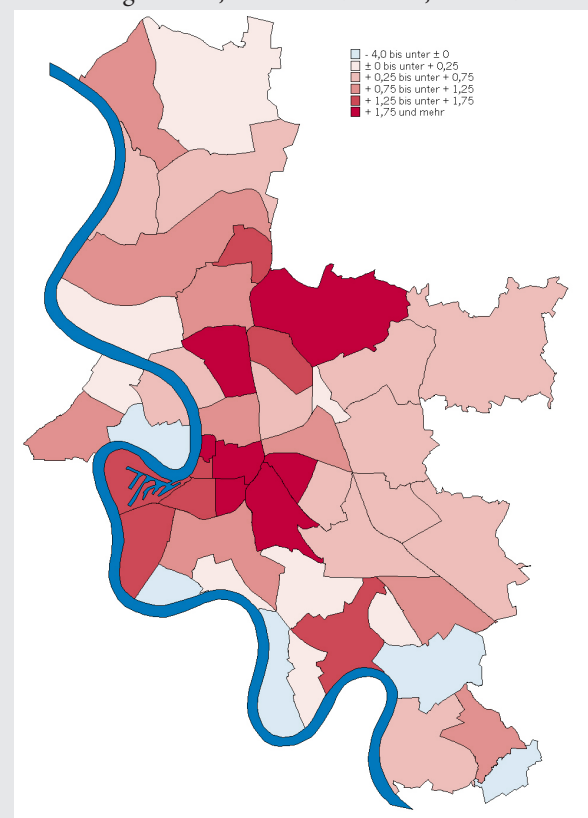 - 4,0 bis unter ± 0
± 0 bis unter + 0,25
+ 0,25 bis unter + 0,75
+ 0,75 bis unter + 1,25
+ 1,25 bis unter + 1,75
+ 1,75 und mehr